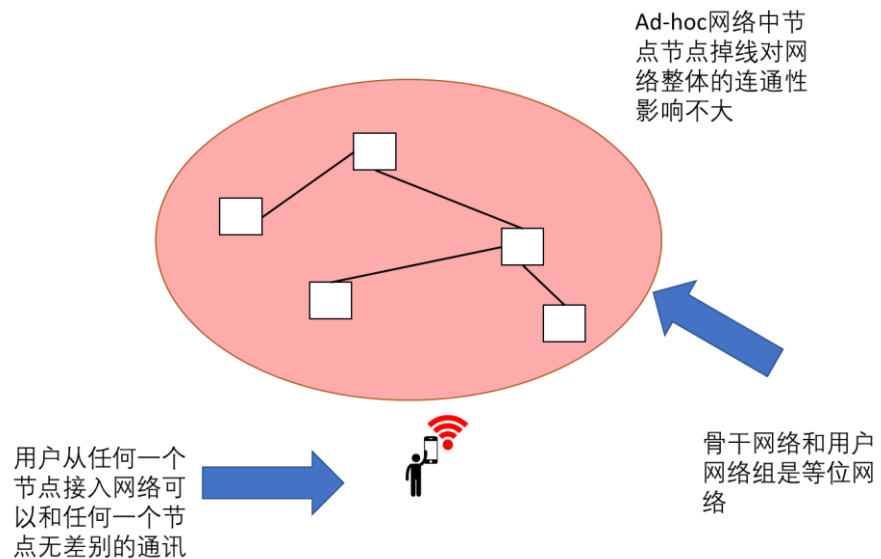 Ad-hoc网络中节
点节点掉线对网
络整体的连通性
影响不大
用户从任何一个
节点接入网络可
以和任何一个节
点无差别的通讯
骨干网络和用户
网络组是等位网
络